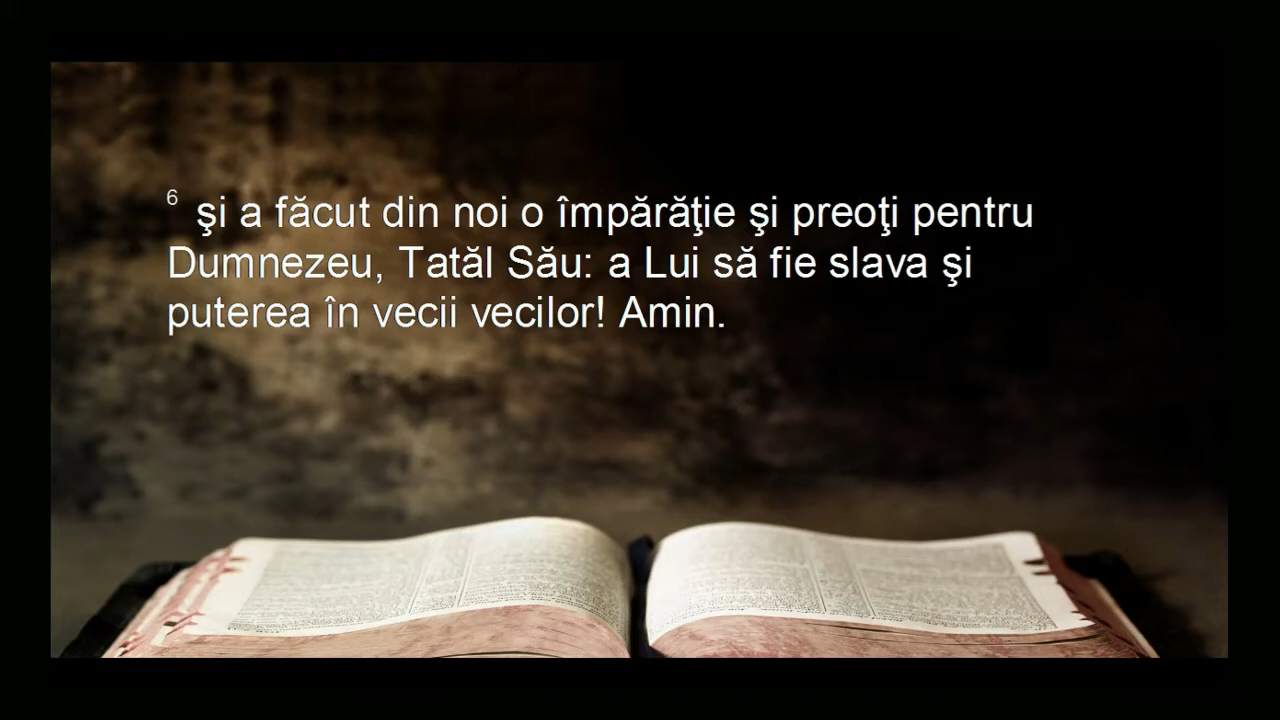 6 şi a făcut din noi o împărăţie şi preoţi pentru
Dumnezeu, Tatăl Său: a Lui să fie slava şi
puterea în vecii vecilor! Amin.